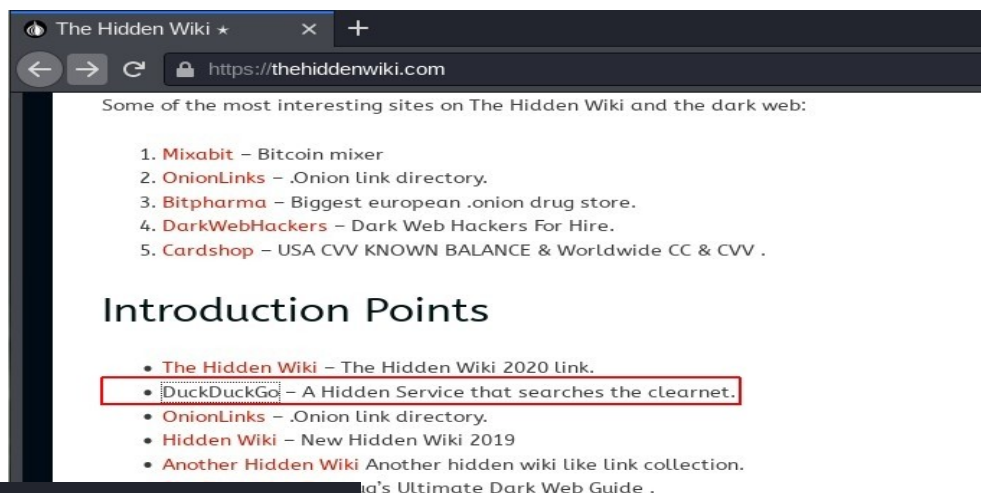 The Hidden Wiki ★
https://thehiddenwiki.com
Some of the most interesting sites on The Hidden Wiki and the dark web:
1. Mixabit – Bitcoin mixer
2. OnionLinks – .Onion link directory.
3. Bitpharma – Biggest european .onion drug store.
4. DarkWebHackers – Dark Web Hackers For Hire.
5. Cardshop – USA CVV KNOWN BALANCE & Worldwide CC & CVV .
Introduction Points
• The Hidden Wiki – The Hidden Wiki 2020 link.
• DuckDuckGo – A Hidden Service that searches the clearnet.
• OnionLinks – .Onion link directory.
• Hidden Wiki – New Hidden Wiki 2019
• Another Hidden Wiki Another hidden wiki like link collection.
Ultimate Dark Web Guide .